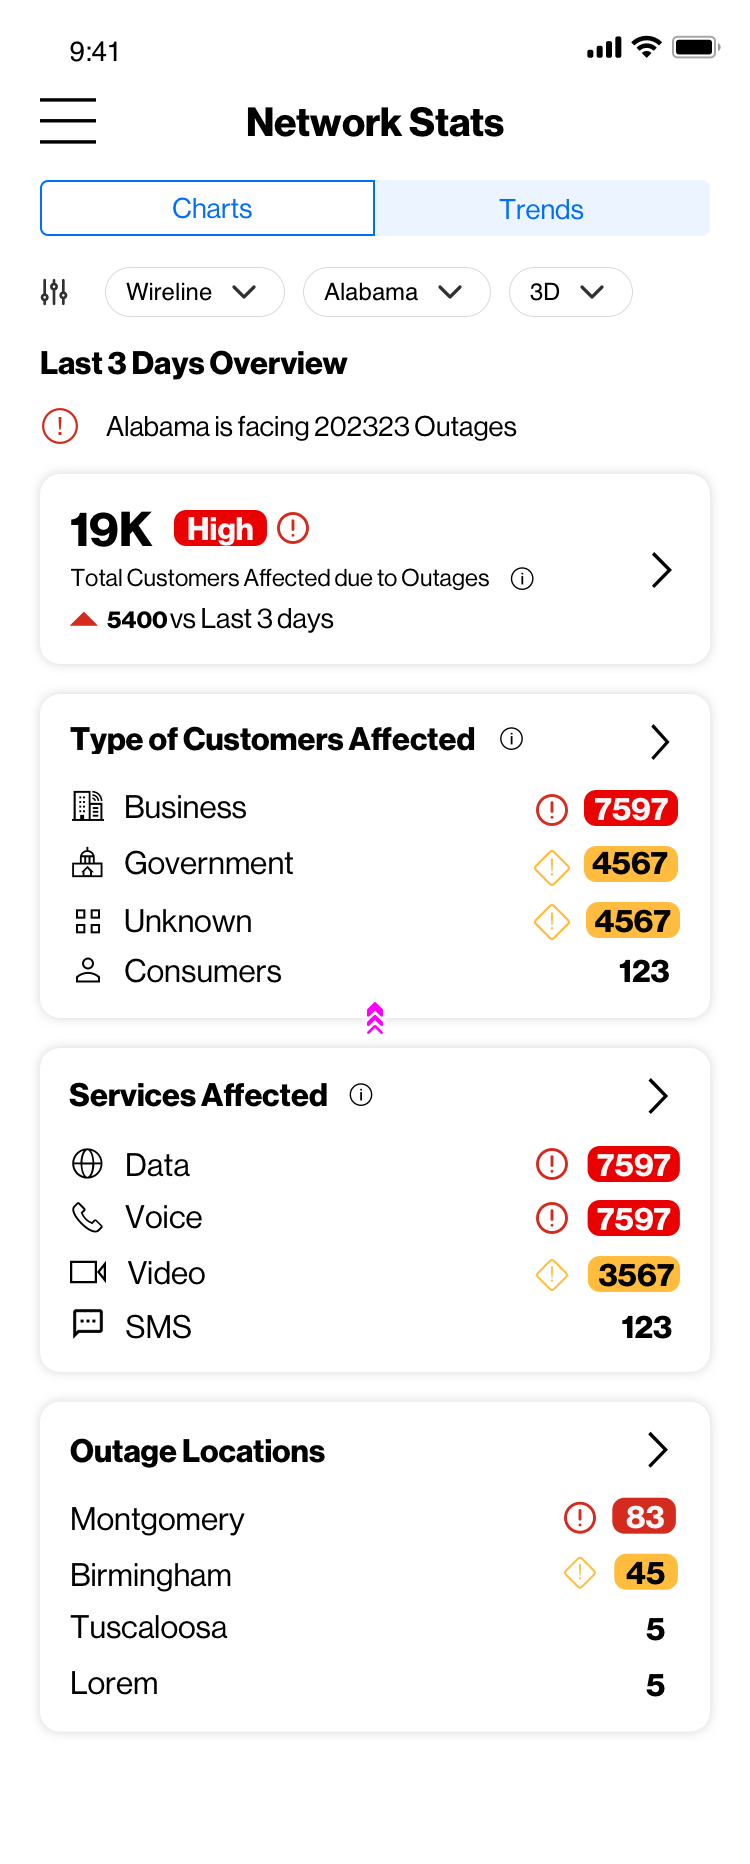 9:41
Network Stats
Charts Trends
Wireline Alabama 3D
Last 3 Days Overview
Alabama is facing 202323 Outages
19K High
Total Customers Affected due to Outages
5400 vs Last 3 days
Type of Customers Affected
Business 7597
Government 4567
Unknown 4567
Consumers 123
Services Affected
Data 7597
Voice 7597
Video 3567
SMS 123
Outage Locations
Montgomery 83
Birmingham 45
Tuscaloosa 5
Lorem 5